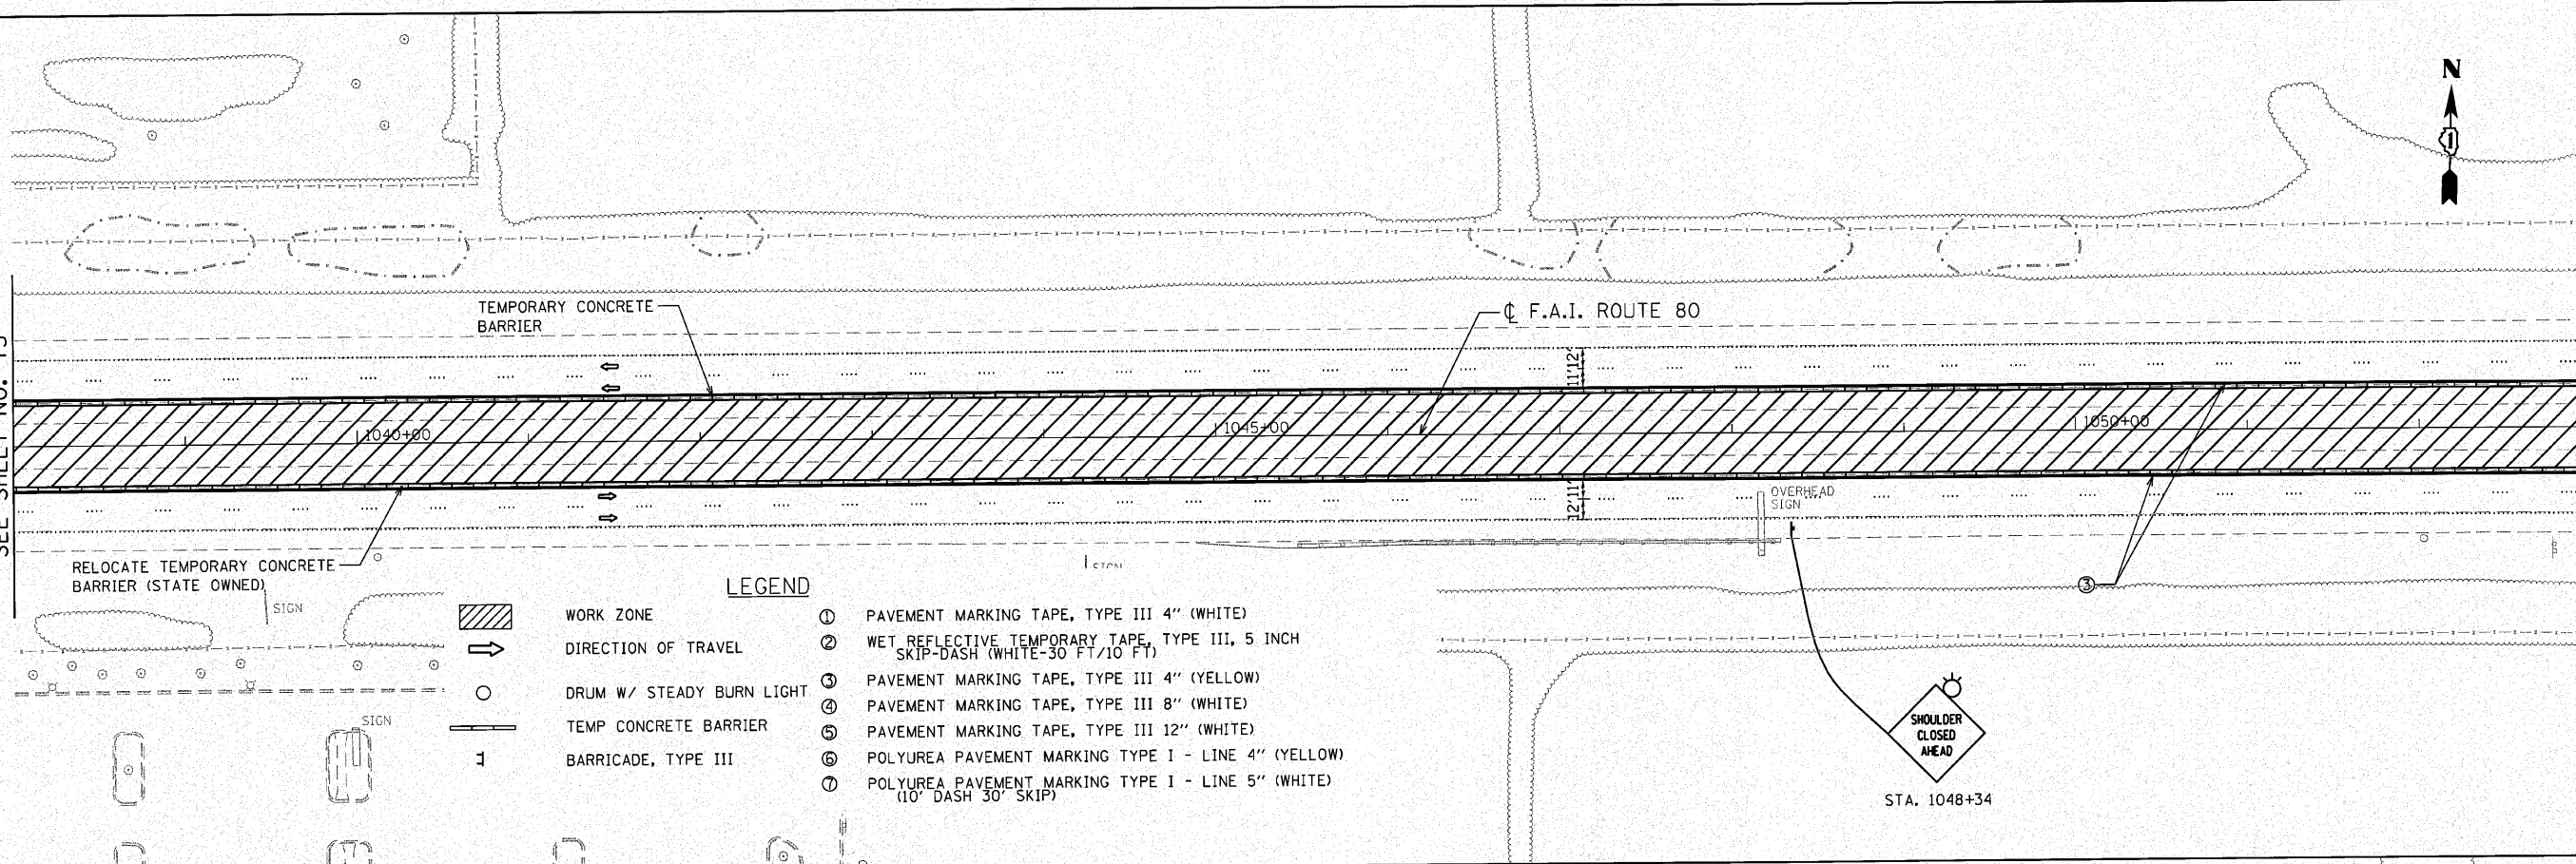 N
TEMPORARY CONCRETE
BARRIER
℄ F.A.I. ROUTE 80
11' 12'
1040+00
1045+00
1050+00
12' 11'
OVERHEAD
SIGN
SEE SHEET NO.
RELOCATE TEMPORARY CONCRETE
BARRIER (STATE OWNED)
SIGN
SIGN
③
LEGEND
WORK ZONE
DIRECTION OF TRAVEL
DRUM W/ STEADY BURN LIGHT
TEMP CONCRETE BARRIER
BARRICADE, TYPE III
① PAVEMENT MARKING TAPE, TYPE III 4" (WHITE)
② WET REFLECTIVE TEMPORARY TAPE, TYPE III, 5 INCH
SKIP-DASH (WHITE-30 FT/10 FT)
③ PAVEMENT MARKING TAPE, TYPE III 4" (YELLOW)
④ PAVEMENT MARKING TAPE, TYPE III 8" (WHITE)
⑤ PAVEMENT MARKING TAPE, TYPE III 12" (WHITE)
⑥ POLYUREA PAVEMENT MARKING TYPE I - LINE 4" (YELLOW)
⑦ POLYUREA PAVEMENT MARKING TYPE I - LINE 5" (WHITE)
(10' DASH 30' SKIP)
SIGN
SHOULDER
CLOSED
AHEAD
STA. 1048+34